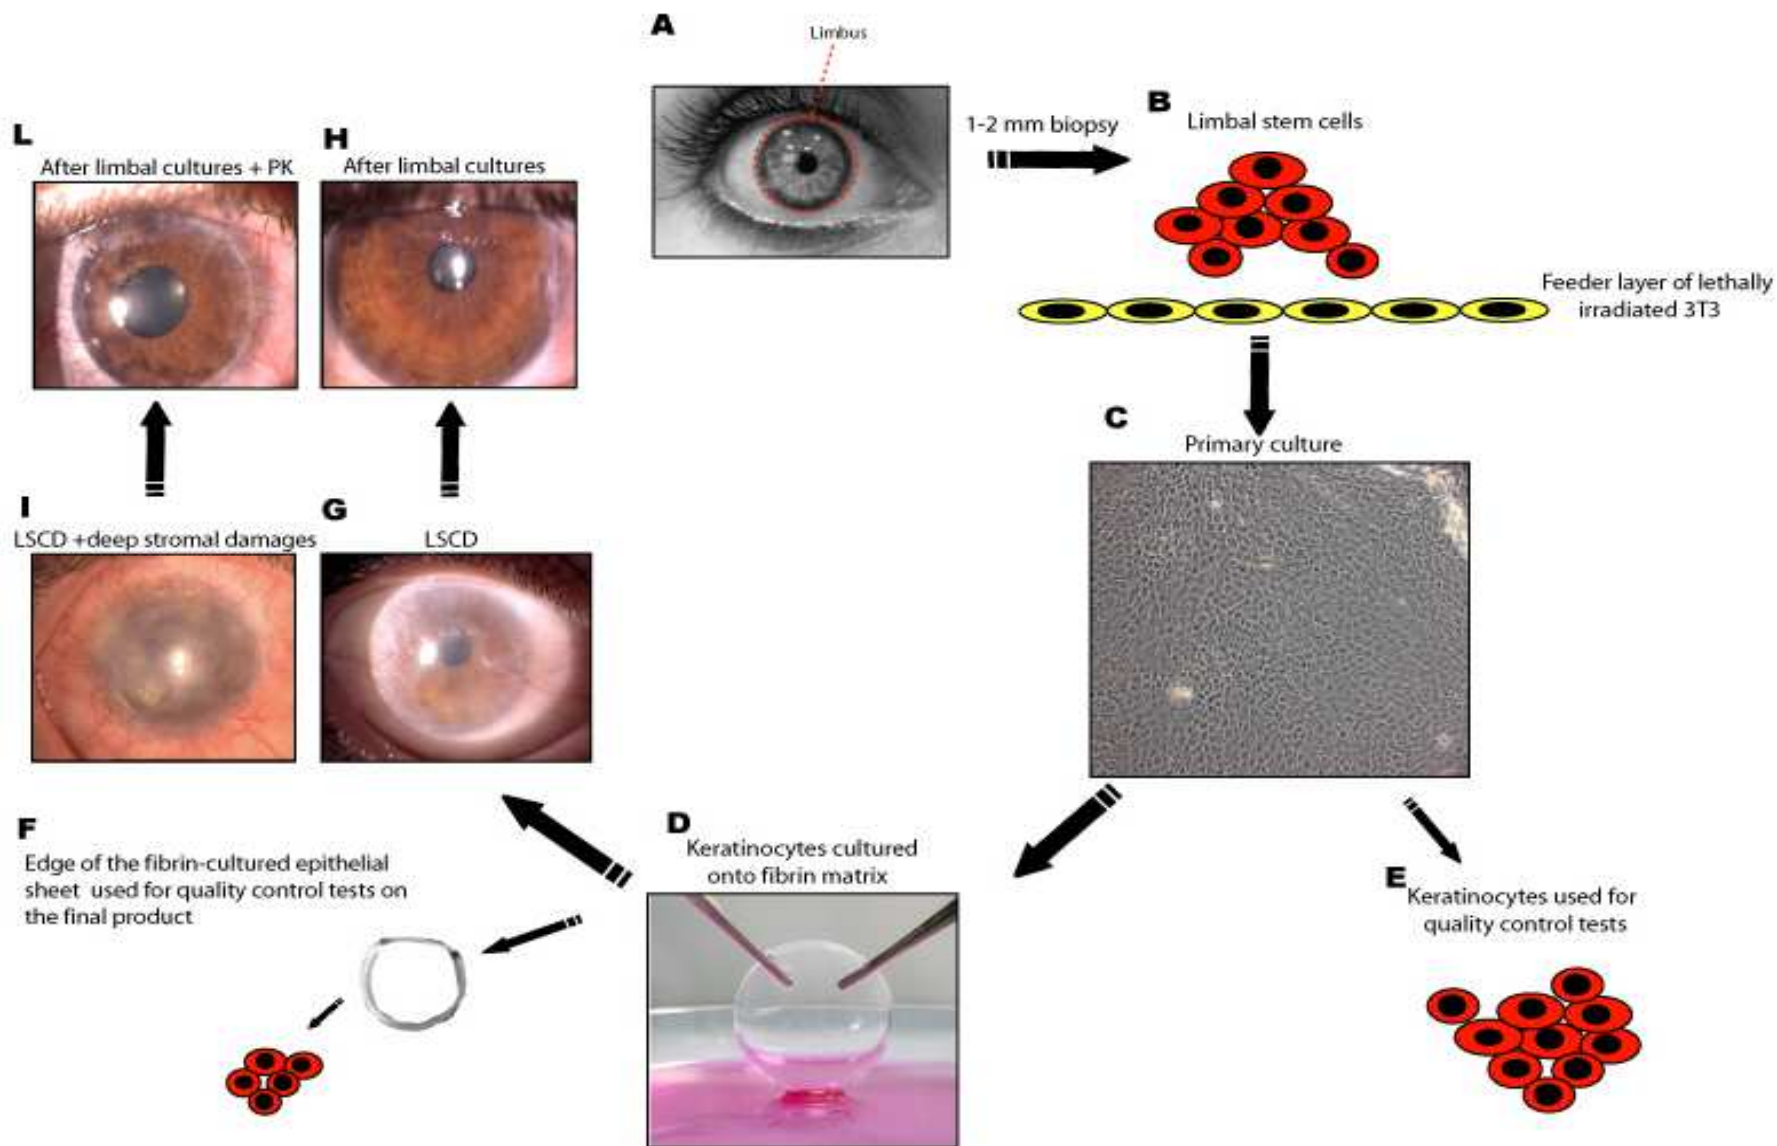 A
Limbus
1-2 mm biopsy
B
Limbal stem cells
Feeder layer of lethally
irradiated 3T3
C
Primary culture
D
Keratinocytes cultured
onto fibrin matrix
E
Keratinocytes used for
quality control tests
F
Edge of the fibrin-cultured epithelial
sheet used for quality control tests on
the final product
G
LSCD
H
After limbal cultures
I
LSCD +deep stromal damages
L
After limbal cultures + PK